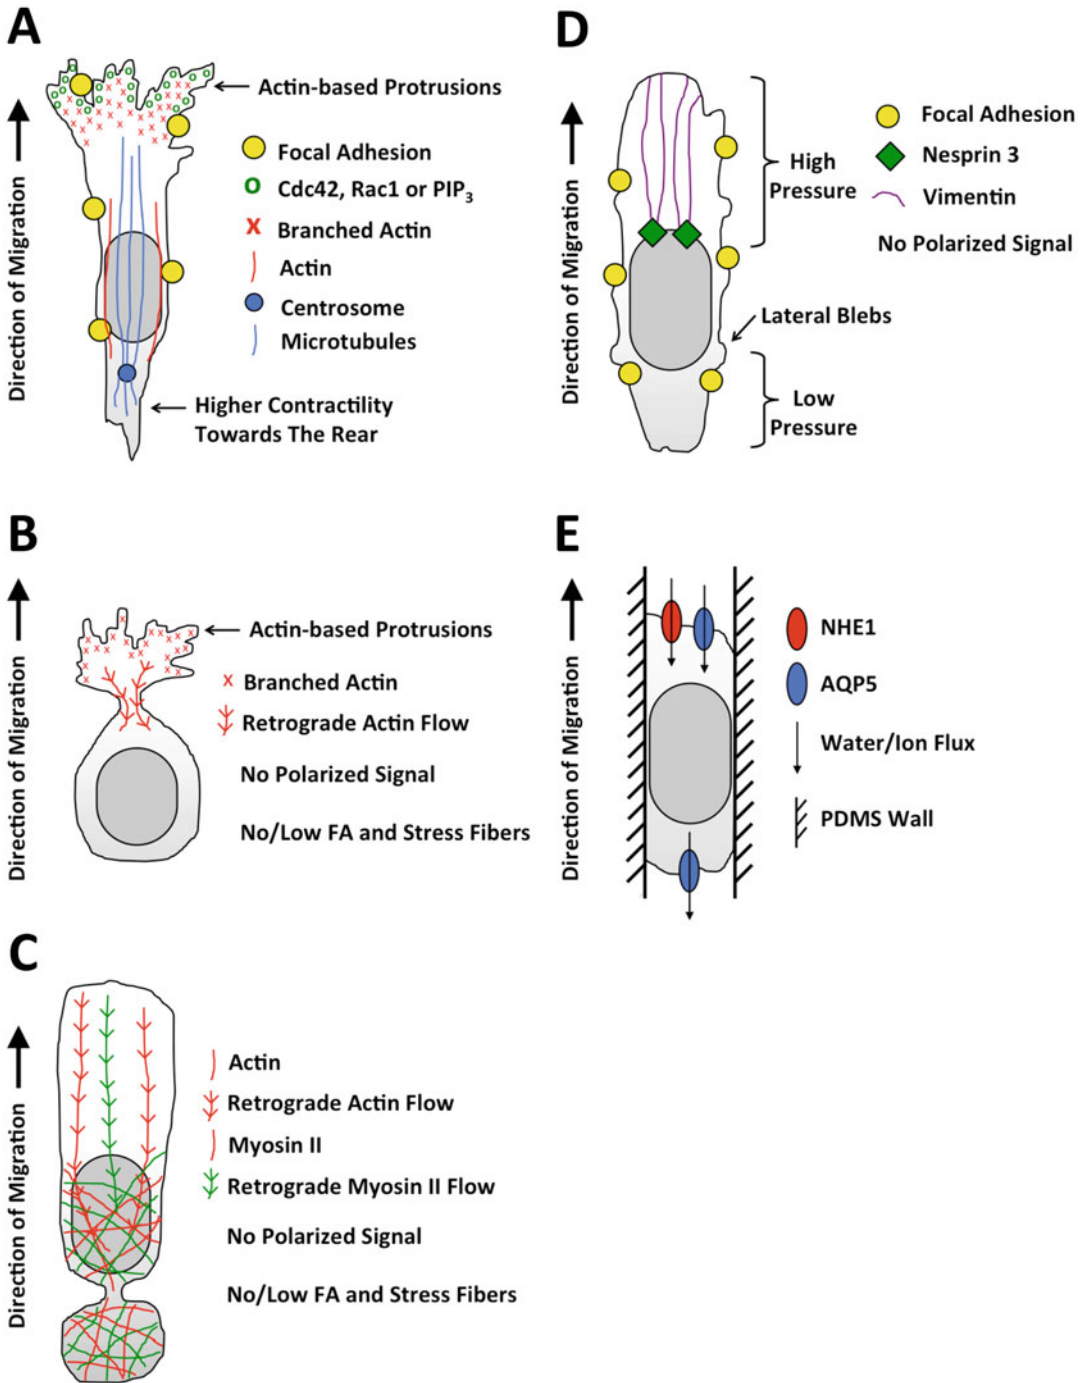 A
Direction of Migration
Actin-based Protrusions
Focal Adhesion
Cdc42, Rac1 or PIP3
Branched Actin
Actin
Centrosome
Microtubules
Higher Contractility
Towards The Rear
B
Direction of Migration
Actin-based Protrusions
Branched Actin
Retrograde Actin Flow
No Polarized Signal
No/Low FA and Stress Fibers
C
Direction of Migration
Actin
Retrograde Actin Flow
Myosin II
Retrograde Myosin II Flow
No Polarized Signal
No/Low FA and Stress Fibers
D
Direction of Migration
High
Pressure
Focal Adhesion
Nesprin 3
Vimentin
No Polarized Signal
Lateral Blebs
Low
Pressure
E
Direction of Migration
NHE1
AQP5
Water/Ion Flux
PDMS Wall